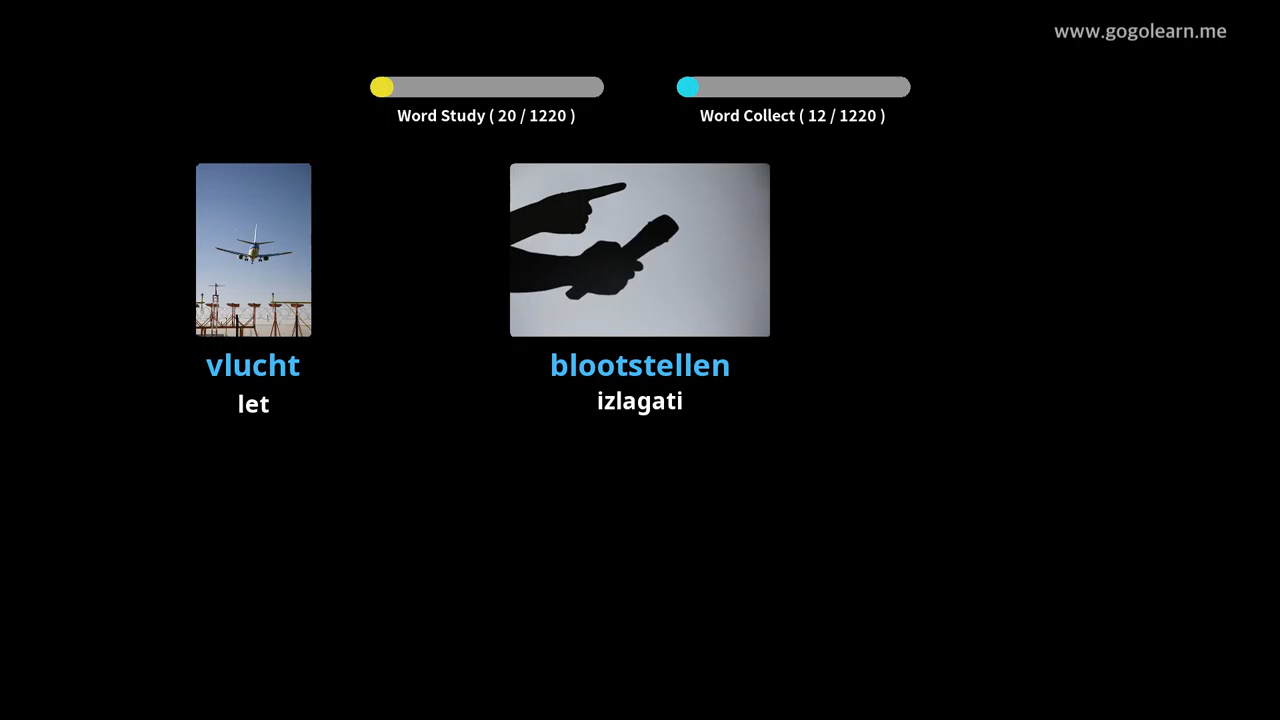 www.gogolearn.me
Word Study ( 20 / 1220 )
Word Collect ( 12 / 1220 )
vlucht
let
blootstellen
izlagati